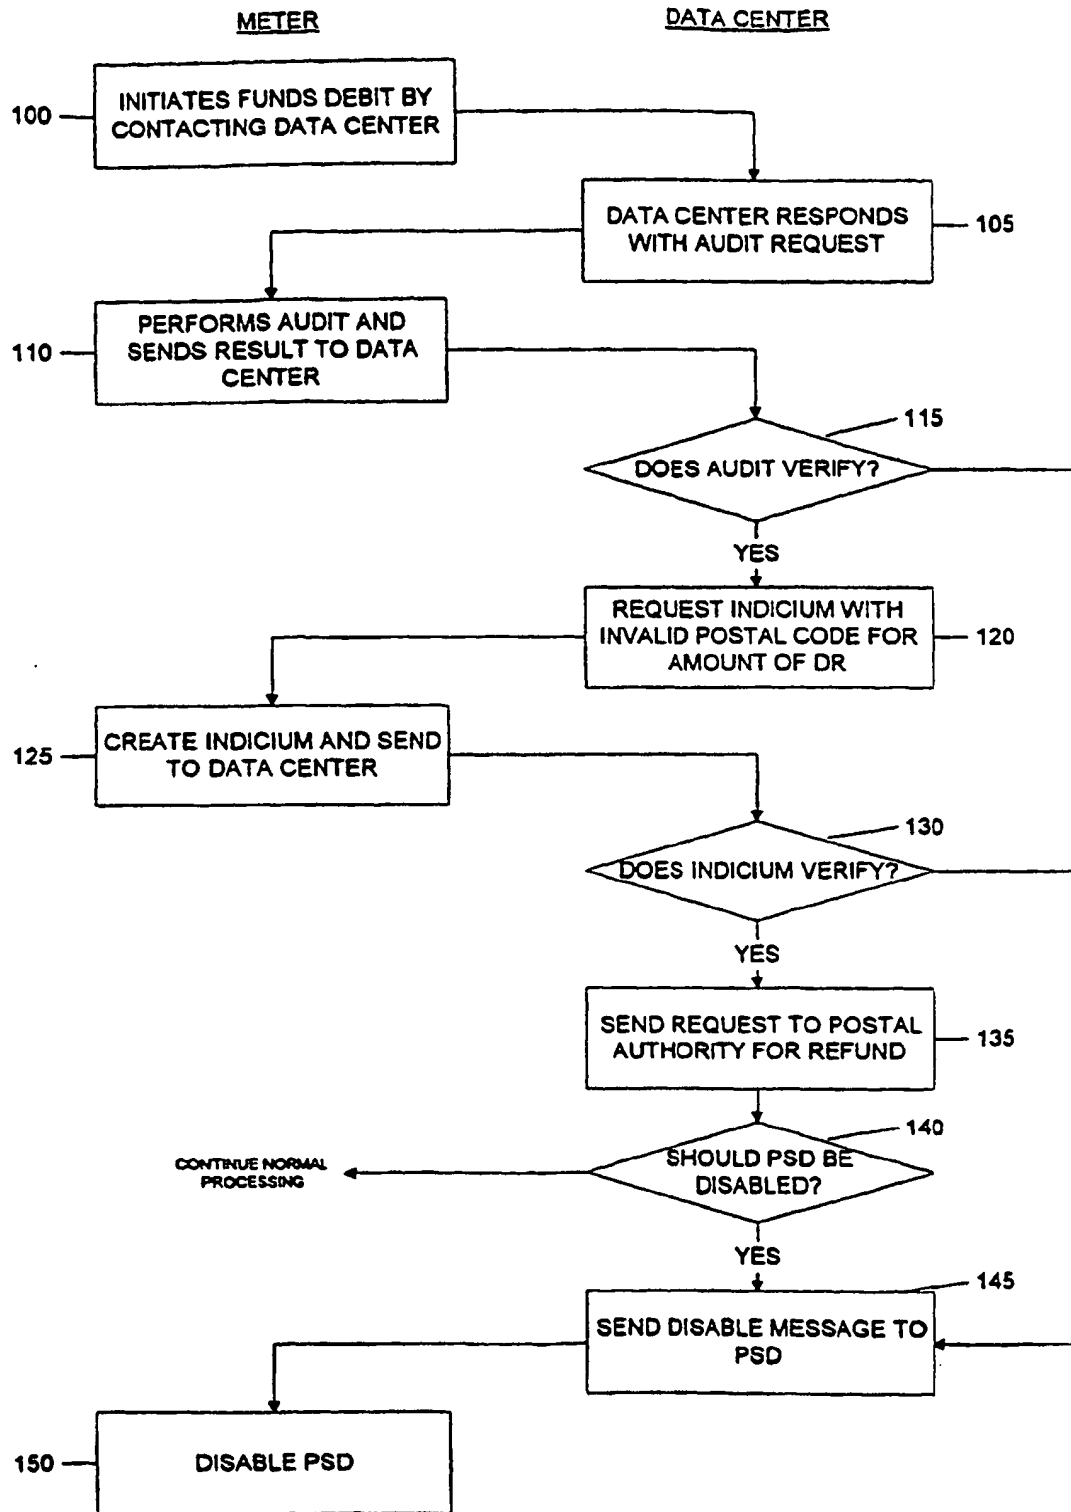 METER
DATA CENTER
100
INITIATES FUNDS DEBIT BY
CONTACTING DATA CENTER
DATA CENTER RESPONDS
WITH AUDIT REQUEST
105
110
PERFORMS AUDIT AND
SENDS RESULT TO DATA
CENTER
115
DOES AUDIT VERIFY?
YES
REQUEST INDICIUM WITH
INVALID POSTAL CODE FOR
AMOUNT OF DR
120
125
CREATE INDICIUM AND SEND
TO DATA CENTER
130
DOES INDICIUM VERIFY?
YES
SEND REQUEST TO POSTAL
AUTHORITY FOR REFUND
135
140
SHOULD PSD BE
DISABLED?
CONTINUE NORMAL
PROCESSING
YES
145
SEND DISABLE MESSAGE TO
PSD
150
DISABLE PSD